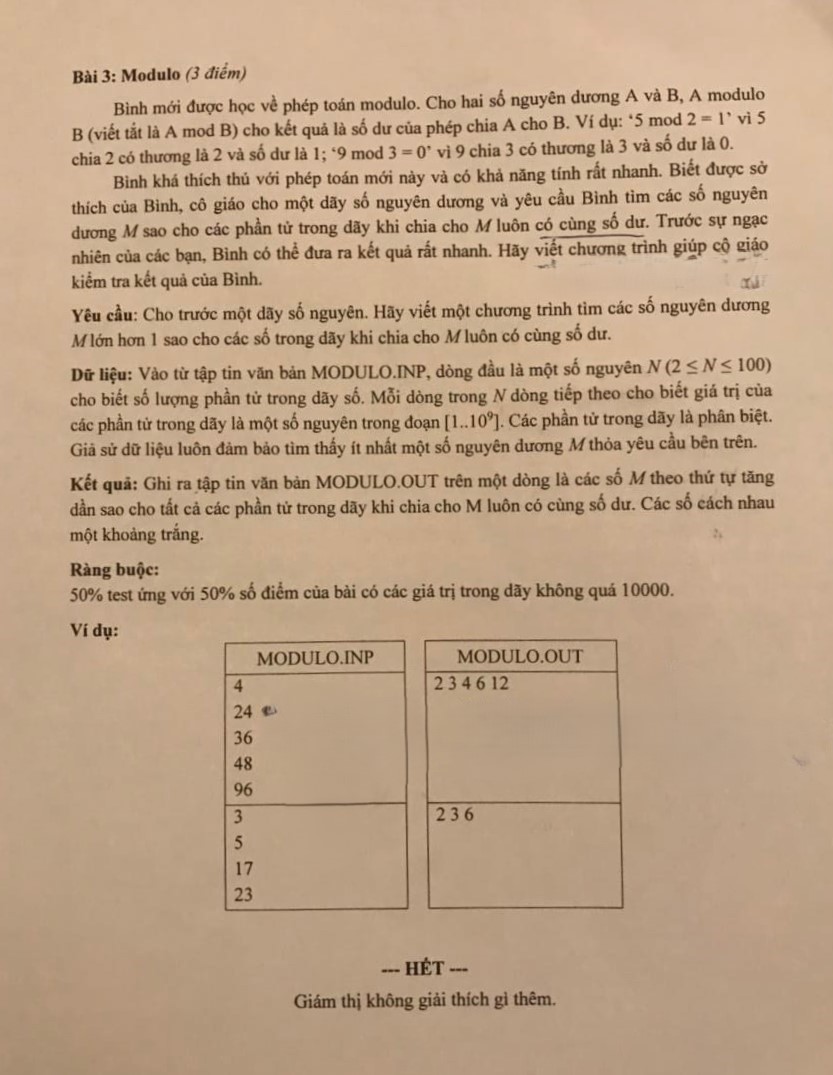 Bài 3: Modulo (3 điểm)
Bình mới được học về phép toán modulo. Cho hai số nguyên dương A và B, A modulo
B (viết tắt là A mod B) cho kết quả là số dư của phép chia A cho B. Ví dụ: ‘5 mod 2 = 1’ vì 5
chia 2 có thương là 2 và số dư là 1; ‘9 mod 3 = 0’ vì 9 chia 3 có thương là 3 và số dư là 0.
Bình khá thích thú với phép toán mới này và có khả năng tính rất nhanh. Biết được sở
thích của Bình, cô giáo cho một dãy số nguyên dương và yêu cầu Bình tìm các số nguyên
dương M sao cho các phần tử trong dãy khi chia cho M luôn có cùng số dư. Trước sự ngạc
nhiên của các bạn, Bình có thể đưa ra kết quả rất nhanh. Hãy viết chương trình giúp cô giáo
kiểm tra kết quả của Bình.
Yêu cầu: Cho trước một dãy số nguyên. Hãy viết một chương trình tìm các số nguyên dương
M lớn hơn 1 sao cho các số trong dãy khi chia cho M luôn có cùng số dư.
Dữ liệu: Vào từ tập tin văn bản MODULO.INP, dòng đầu là một số nguyên N (2 ≤ N ≤ 100)
cho biết số lượng phần tử trong dãy số. Mỗi dòng trong N dòng tiếp theo cho biết giá trị của
các phần tử trong dãy là một số nguyên trong đoạn [1..10⁹]. Các phần tử trong dãy là phân biệt.
Giả sử dữ liệu luôn đảm bảo tìm thấy ít nhất một số nguyên dương M thỏa yêu cầu bên trên.
Kết quả: Ghi ra tập tin văn bản MODULO.OUT trên một dòng là các số M theo thứ tự tăng
dần sao cho tất cả các phần tử trong dãy khi chia cho M luôn có cùng số dư. Các số cách nhau
một khoảng trắng.
Ràng buộc:
50% test ứng với 50% số điểm của bài có các giá trị trong dãy không quá 10000.
Ví dụ:
MODULO.INP
MODULO.OUT
4
2 3 4 6 12
24
36
48
96
3
2 3 6
5
17
23
--- HẾT ---
Giám thị không giải thích gì thêm.